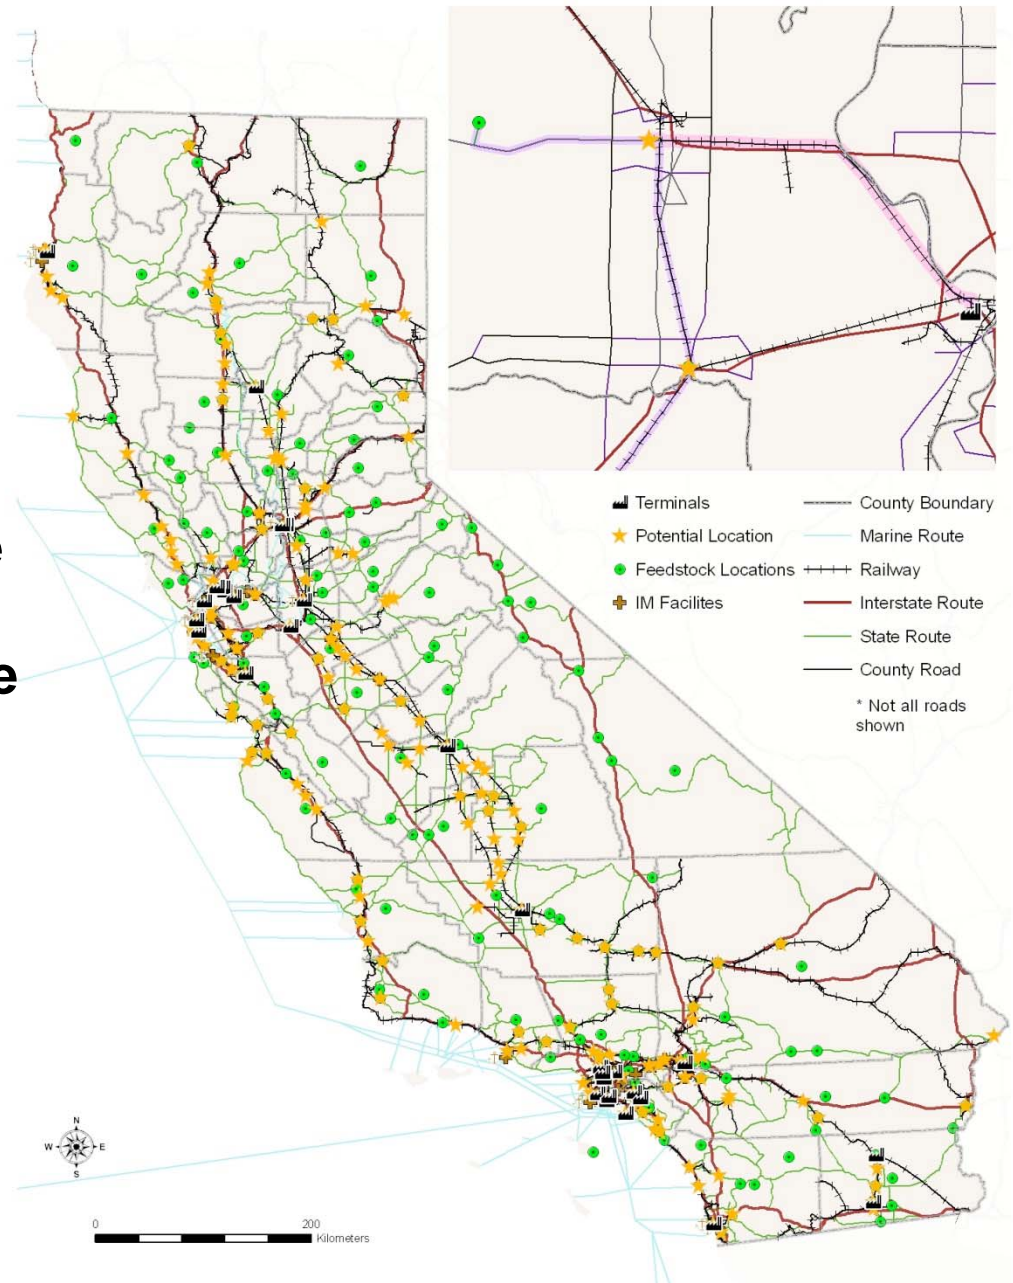 Terminals
Potential Location
Feedstock Locations
IM Facilites
County Boundary
Marine Route
Railway
Interstate Route
State Route
County Road
* Not all roads
shown
e
e
N
W
E
S
0
200
Kilometers